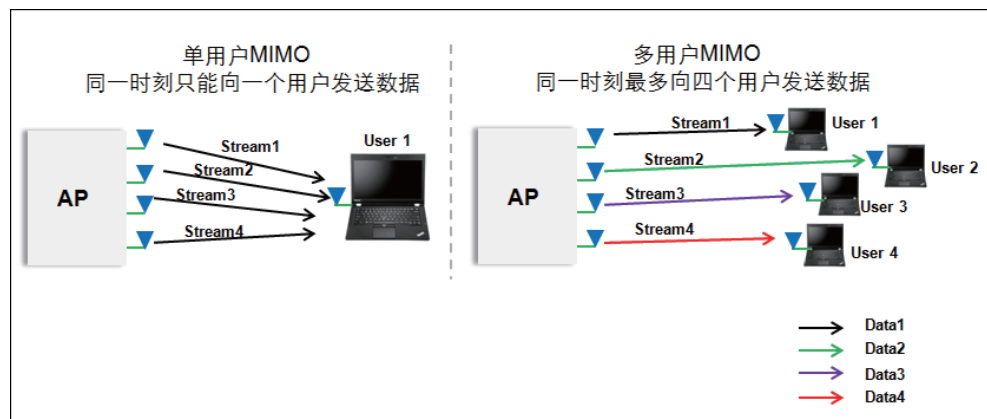 单用户MIMO
同一时刻只能向一个用户发送数据
AP
Stream1
Stream2
Stream3
Stream4
User 1
多用户MIMO
同一时刻最多向四个用户发送数据
AP
Stream1
Stream2
Stream3
Stream4
User 1
User 2
User 3
User 4
Data1
Data2
Data3
Data4